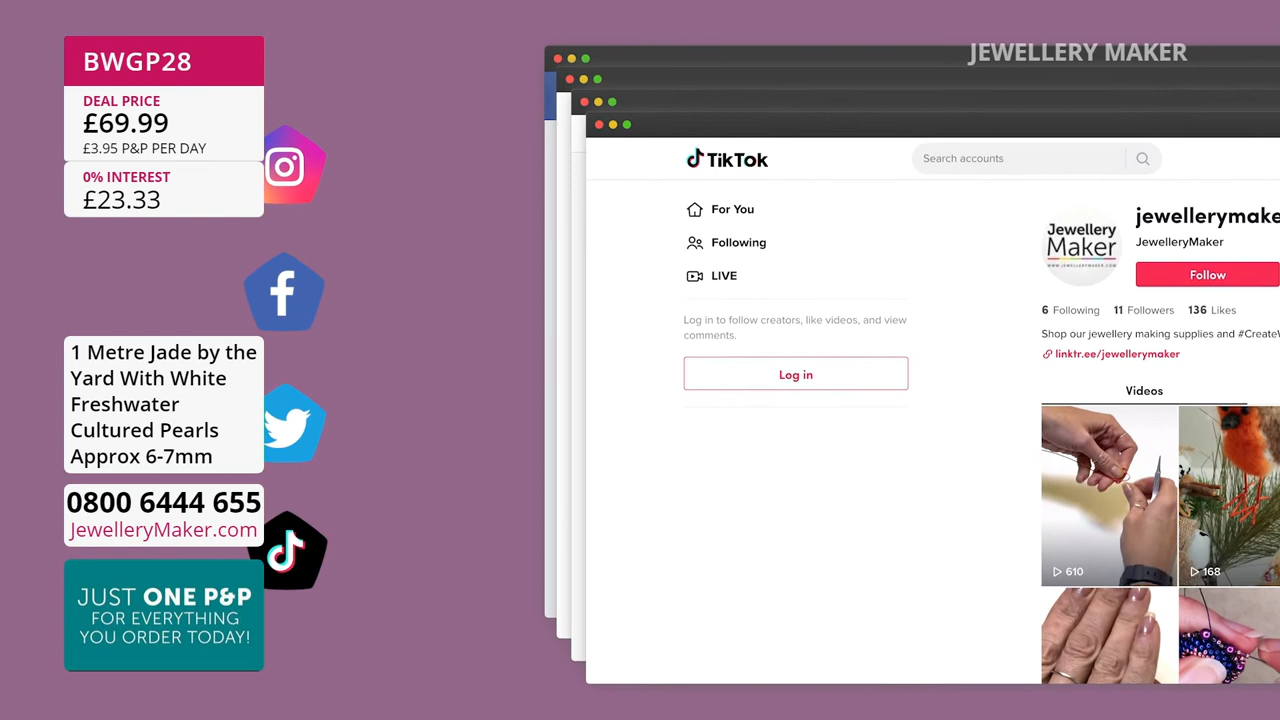 BWGP28
DEAL PRICE
£69.99
£3.95 P&P PER DAY
0% INTEREST
£23.33
1 Metre Jade by the
Yard With White
Freshwater
Cultured Pearls
Approx 6-7mm
0800 6444 655
JewelleryMaker.com
JUST ONE P&P
FOR EVERYTHING
YOU ORDER TODAY!
JEWELLERY MAKER
TikTok
Search accounts
For You
Following
LIVE
Log in to follow creators, like videos, and view
comments.
Log in
Jewellery
Maker
WWW.JEWELLERYMAKER.COM
jewellerymake
JewelleryMaker
Follow
6 Following 11 Followers 136 Likes
Shop our jewellery making supplies and #Create
linktr.ee/jewellerymaker
Videos
610
168